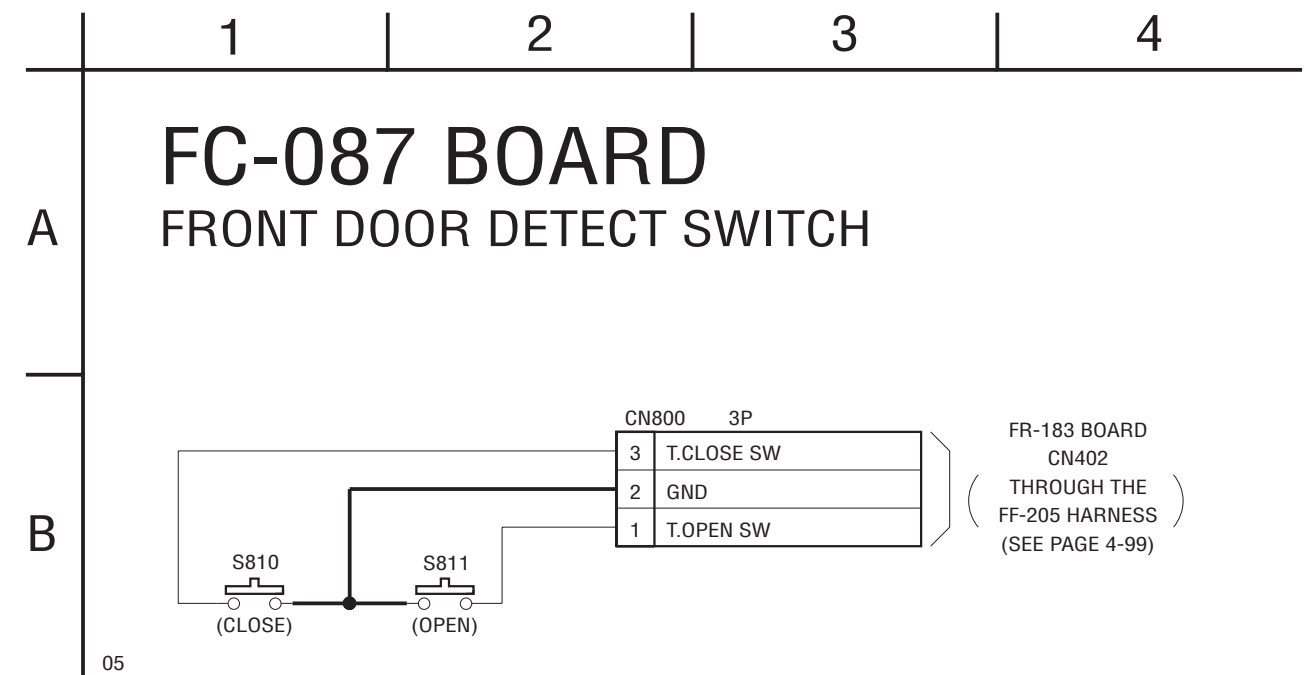 1 2 3 4
FC-087 BOARD
A
FRONT DOOR DETECT SWITCH
CN800 3P
3 T.CLOSE SW
2 GND
1 T.OPEN SW
FR-183 BOARD
CN402
THROUGH THE
FF-205 HARNESS
(SEE PAGE 4-99)
B
S810 S811
(CLOSE) (OPEN)
05